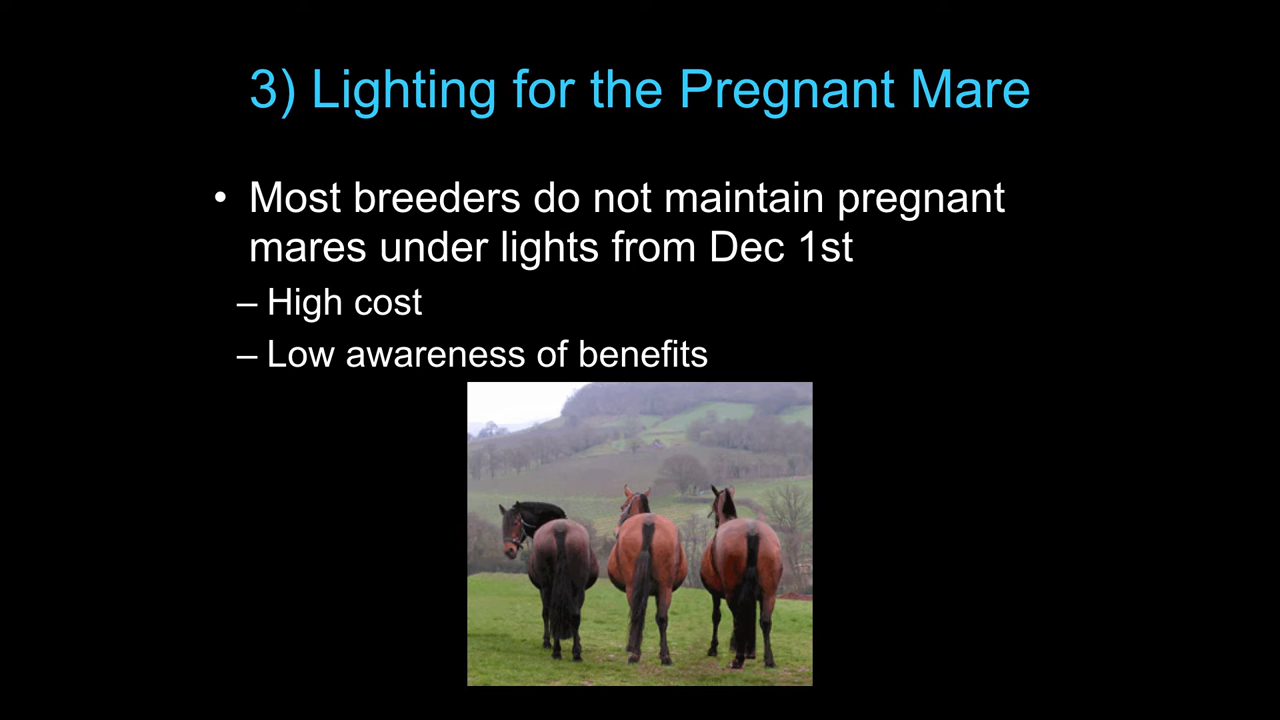 3) Lighting for the Pregnant Mare
• Most breeders do not maintain pregnant
mares under lights from Dec 1st
– High cost
– Low awareness of benefits